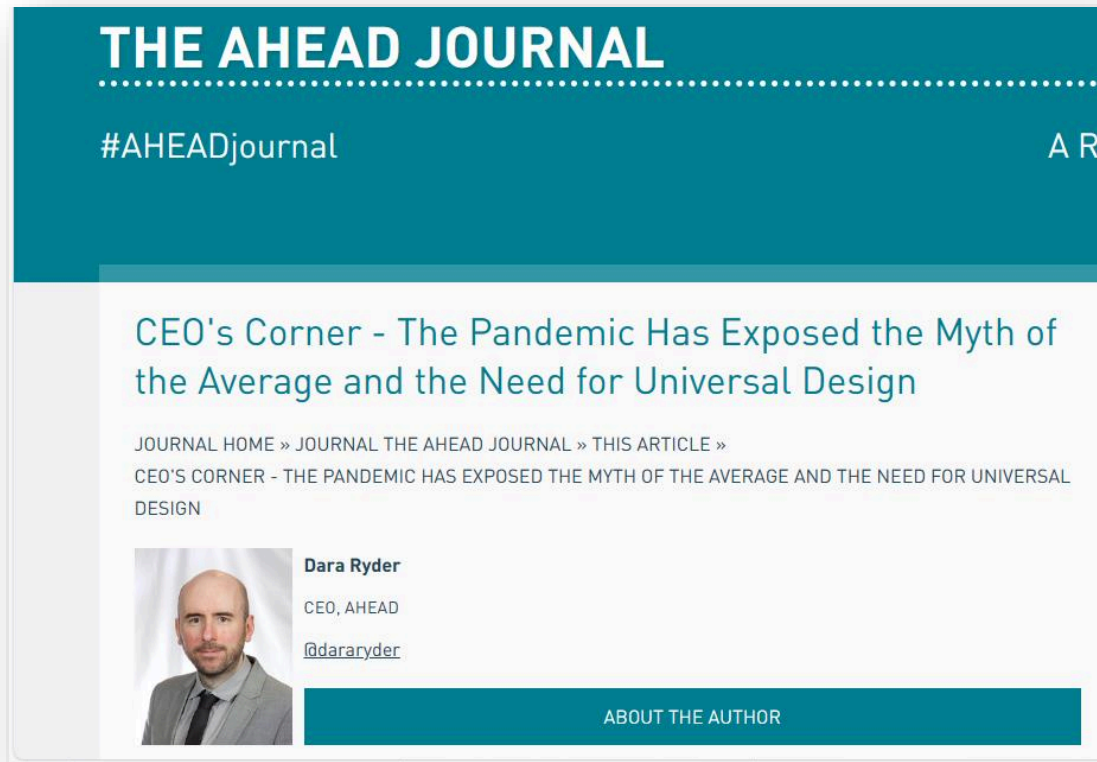 THE AHEAD JOURNAL
#AHEADjournal
A R
CEO's Corner - The Pandemic Has Exposed the Myth of
the Average and the Need for Universal Design
JOURNAL HOME » JOURNAL THE AHEAD JOURNAL » THIS ARTICLE »
CEO'S CORNER - THE PANDEMIC HAS EXPOSED THE MYTH OF THE AVERAGE AND THE NEED FOR UNIVERSAL
DESIGN
Dara Ryder
CEO, AHEAD
@dararyder
ABOUT THE AUTHOR